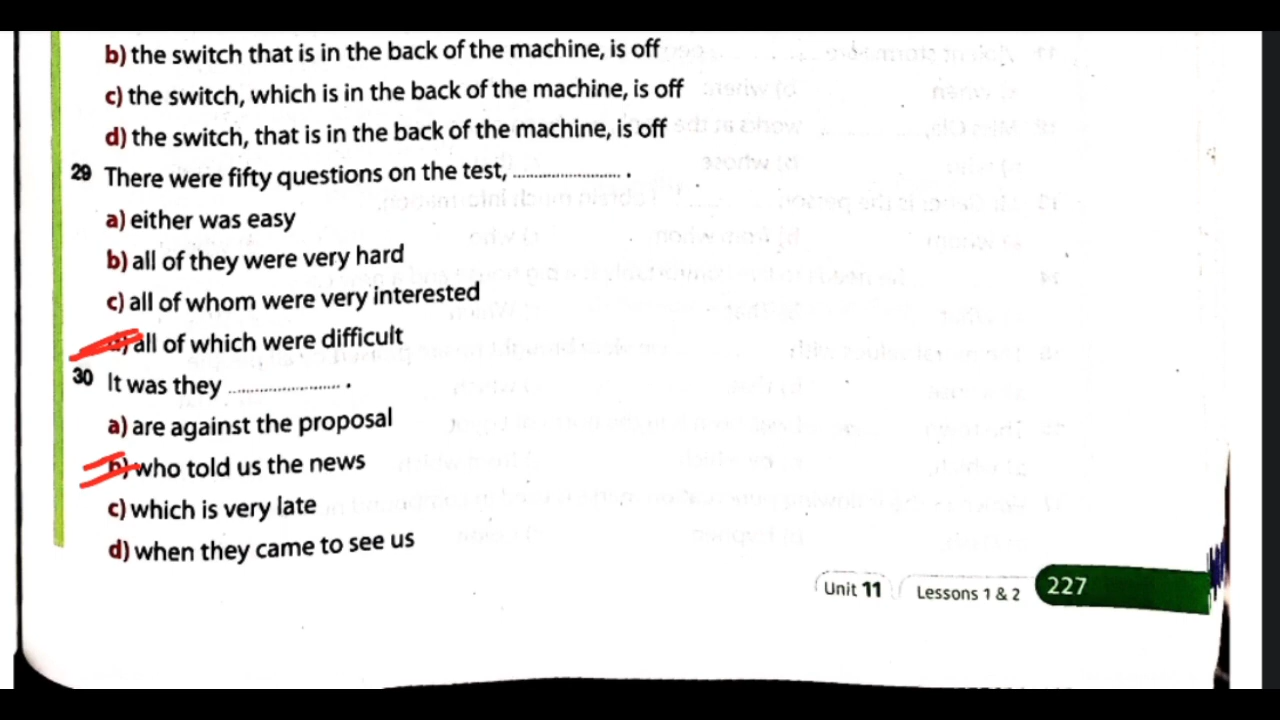 b) the switch that is in the back of the machine, is off
c) the switch, which is in the back of the machine, is off
d) the switch, that is in the back of the machine, is off
29 There were fifty questions on the test, ........................ .
a) either was easy
b) all of they were very hard
c) all of whom were very interested
all of which were difficult
30 It was they ........................ .
a) are against the proposal
b) who told us the news
c) which is very late
d) when they came to see us
Unit 11 Lessons 1 & 2 227